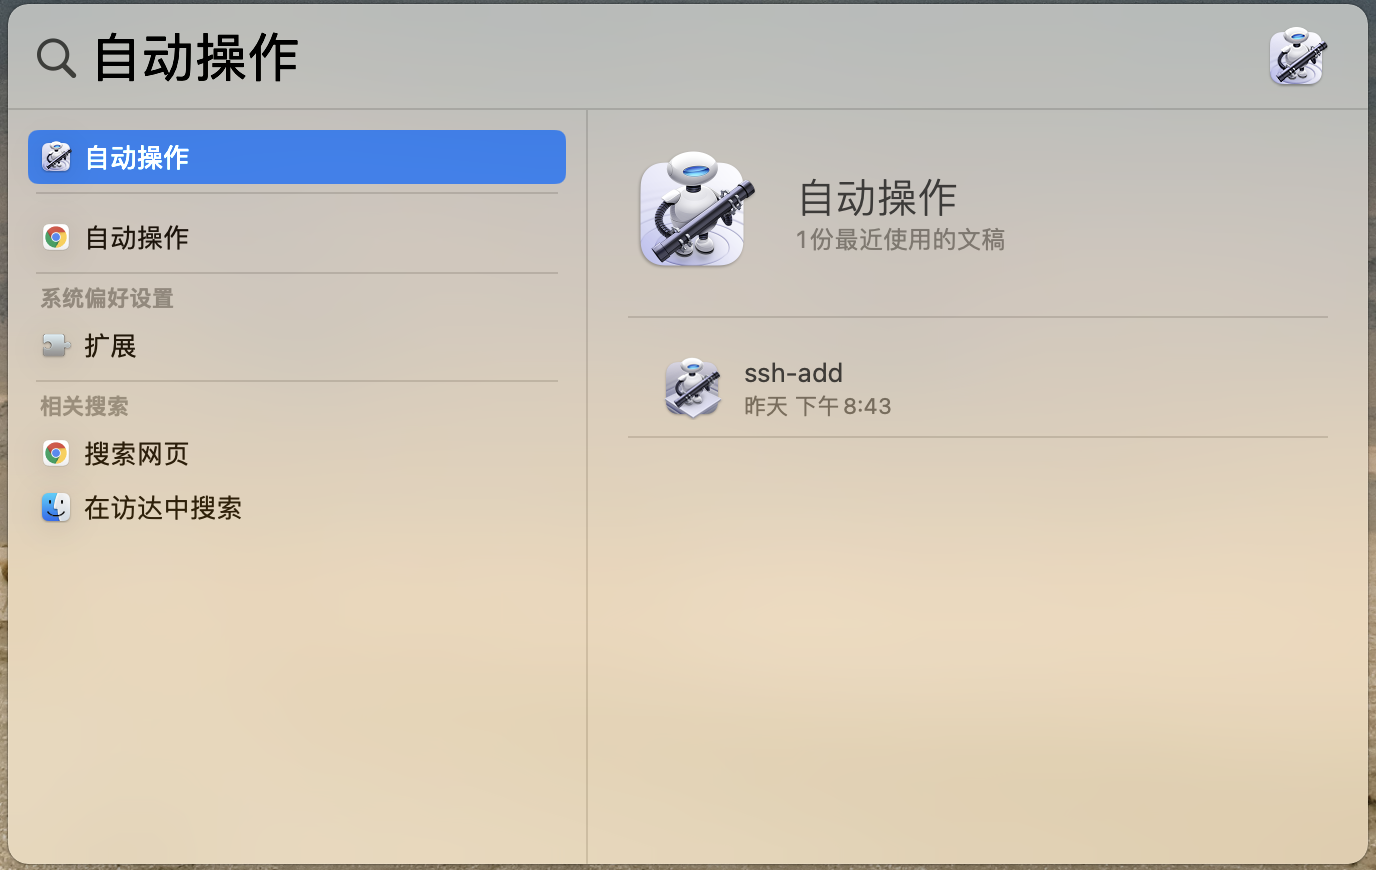 自动操作
自动操作
自动操作
系统偏好设置
扩展
相关搜索
搜索网页
在访达中搜索
自动操作
1份最近使用的文稿
ssh-add
昨天 下午8:43